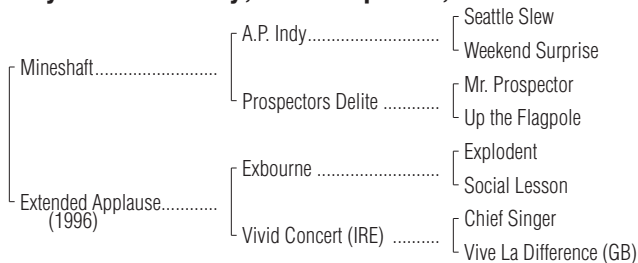 Seattle Slew
A.P. Indy........................
Weekend Surprise
Mineshaft..........................
Mr. Prospector
Prospectors Delite ............
Up the Flagpole
Explodent
Exbourne ..........................
Social Lesson
Extended Applause............
(1996)
Chief Singer
Vivid Concert (IRE) ..........
Vive La Difference (GB)